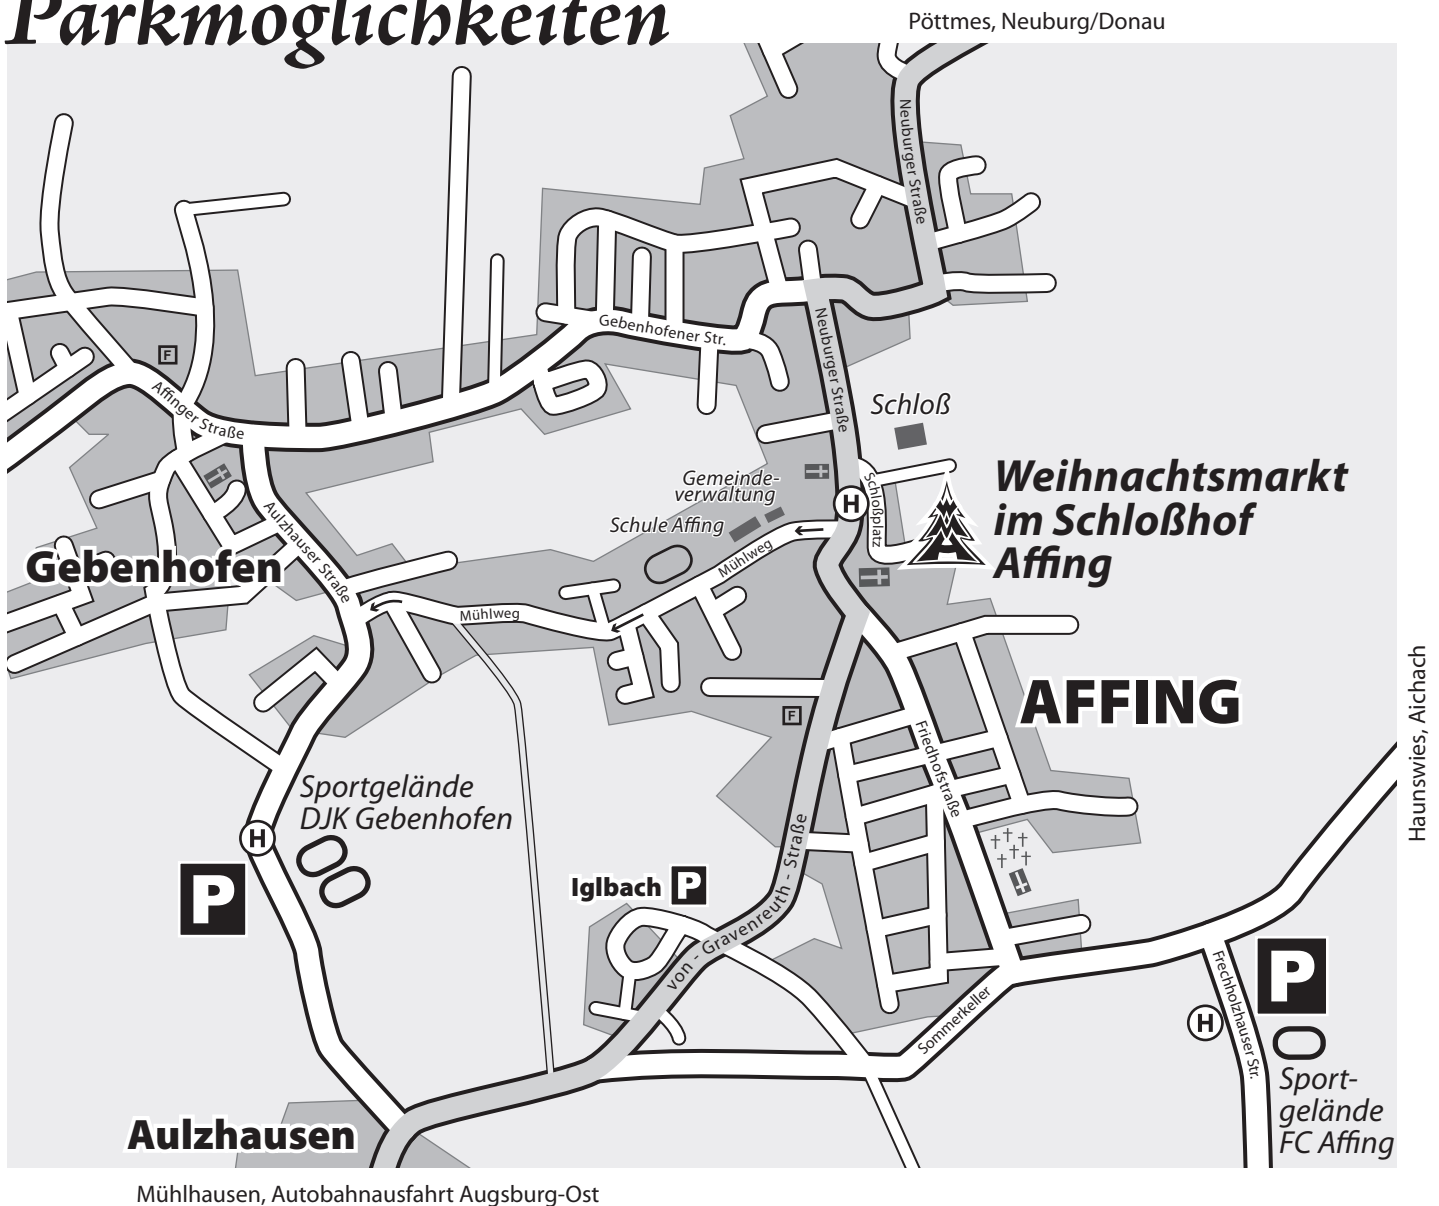 Parkmöglichkeiten
Pöttmes, Neuburg/Donau
Neuburger Straße
F
Gebenhofener Str.
Neuburger Straße
Affinger Straße
Schloß
Gemeinde-
verwaltung
Schule Affing
H
Schloßplatz
Weihnachtsmarkt
im Schloßhof
Affing
Aulzhauser Straße
Gebenhofen
Mühlweg
Mühlweg
AFFING
Haunswies, Aichach
F
Friedhofstraße
Sportgelände
DJK Gebenhofen
H
P
Iglbach P
von - Gravenreuth - Straße
Sommerkeller
Frechholzhauser Str.
P
H
Sport-
gelände
FC Affing
Aulzhausen
Mühlhausen, Autobahnausfahrt Augsburg-Ost